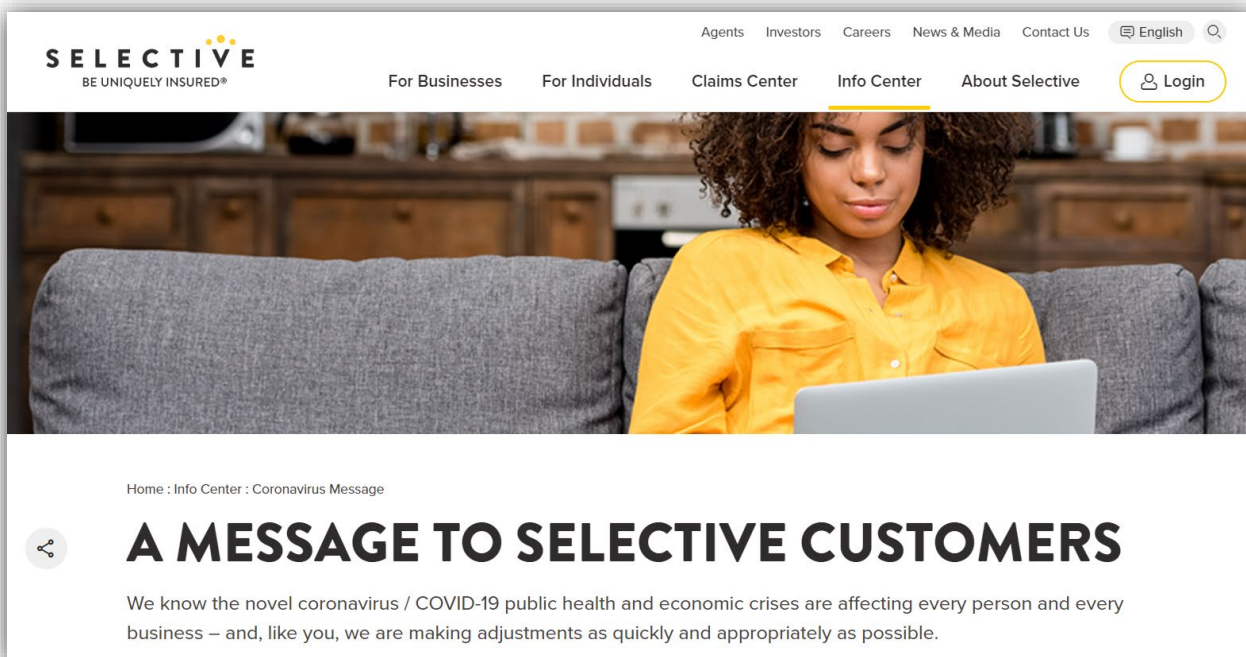 Agents Investors Careers News & Media Contact Us English
SELECTIVE
BE UNIQUELY INSURED®
For Businesses For Individuals Claims Center Info Center About Selective Login
Home : Info Center : Coronavirus Message
A MESSAGE TO SELECTIVE CUSTOMERS
We know the novel coronavirus / COVID-19 public health and economic crises are affecting every person and every
business – and, like you, we are making adjustments as quickly and appropriately as possible.